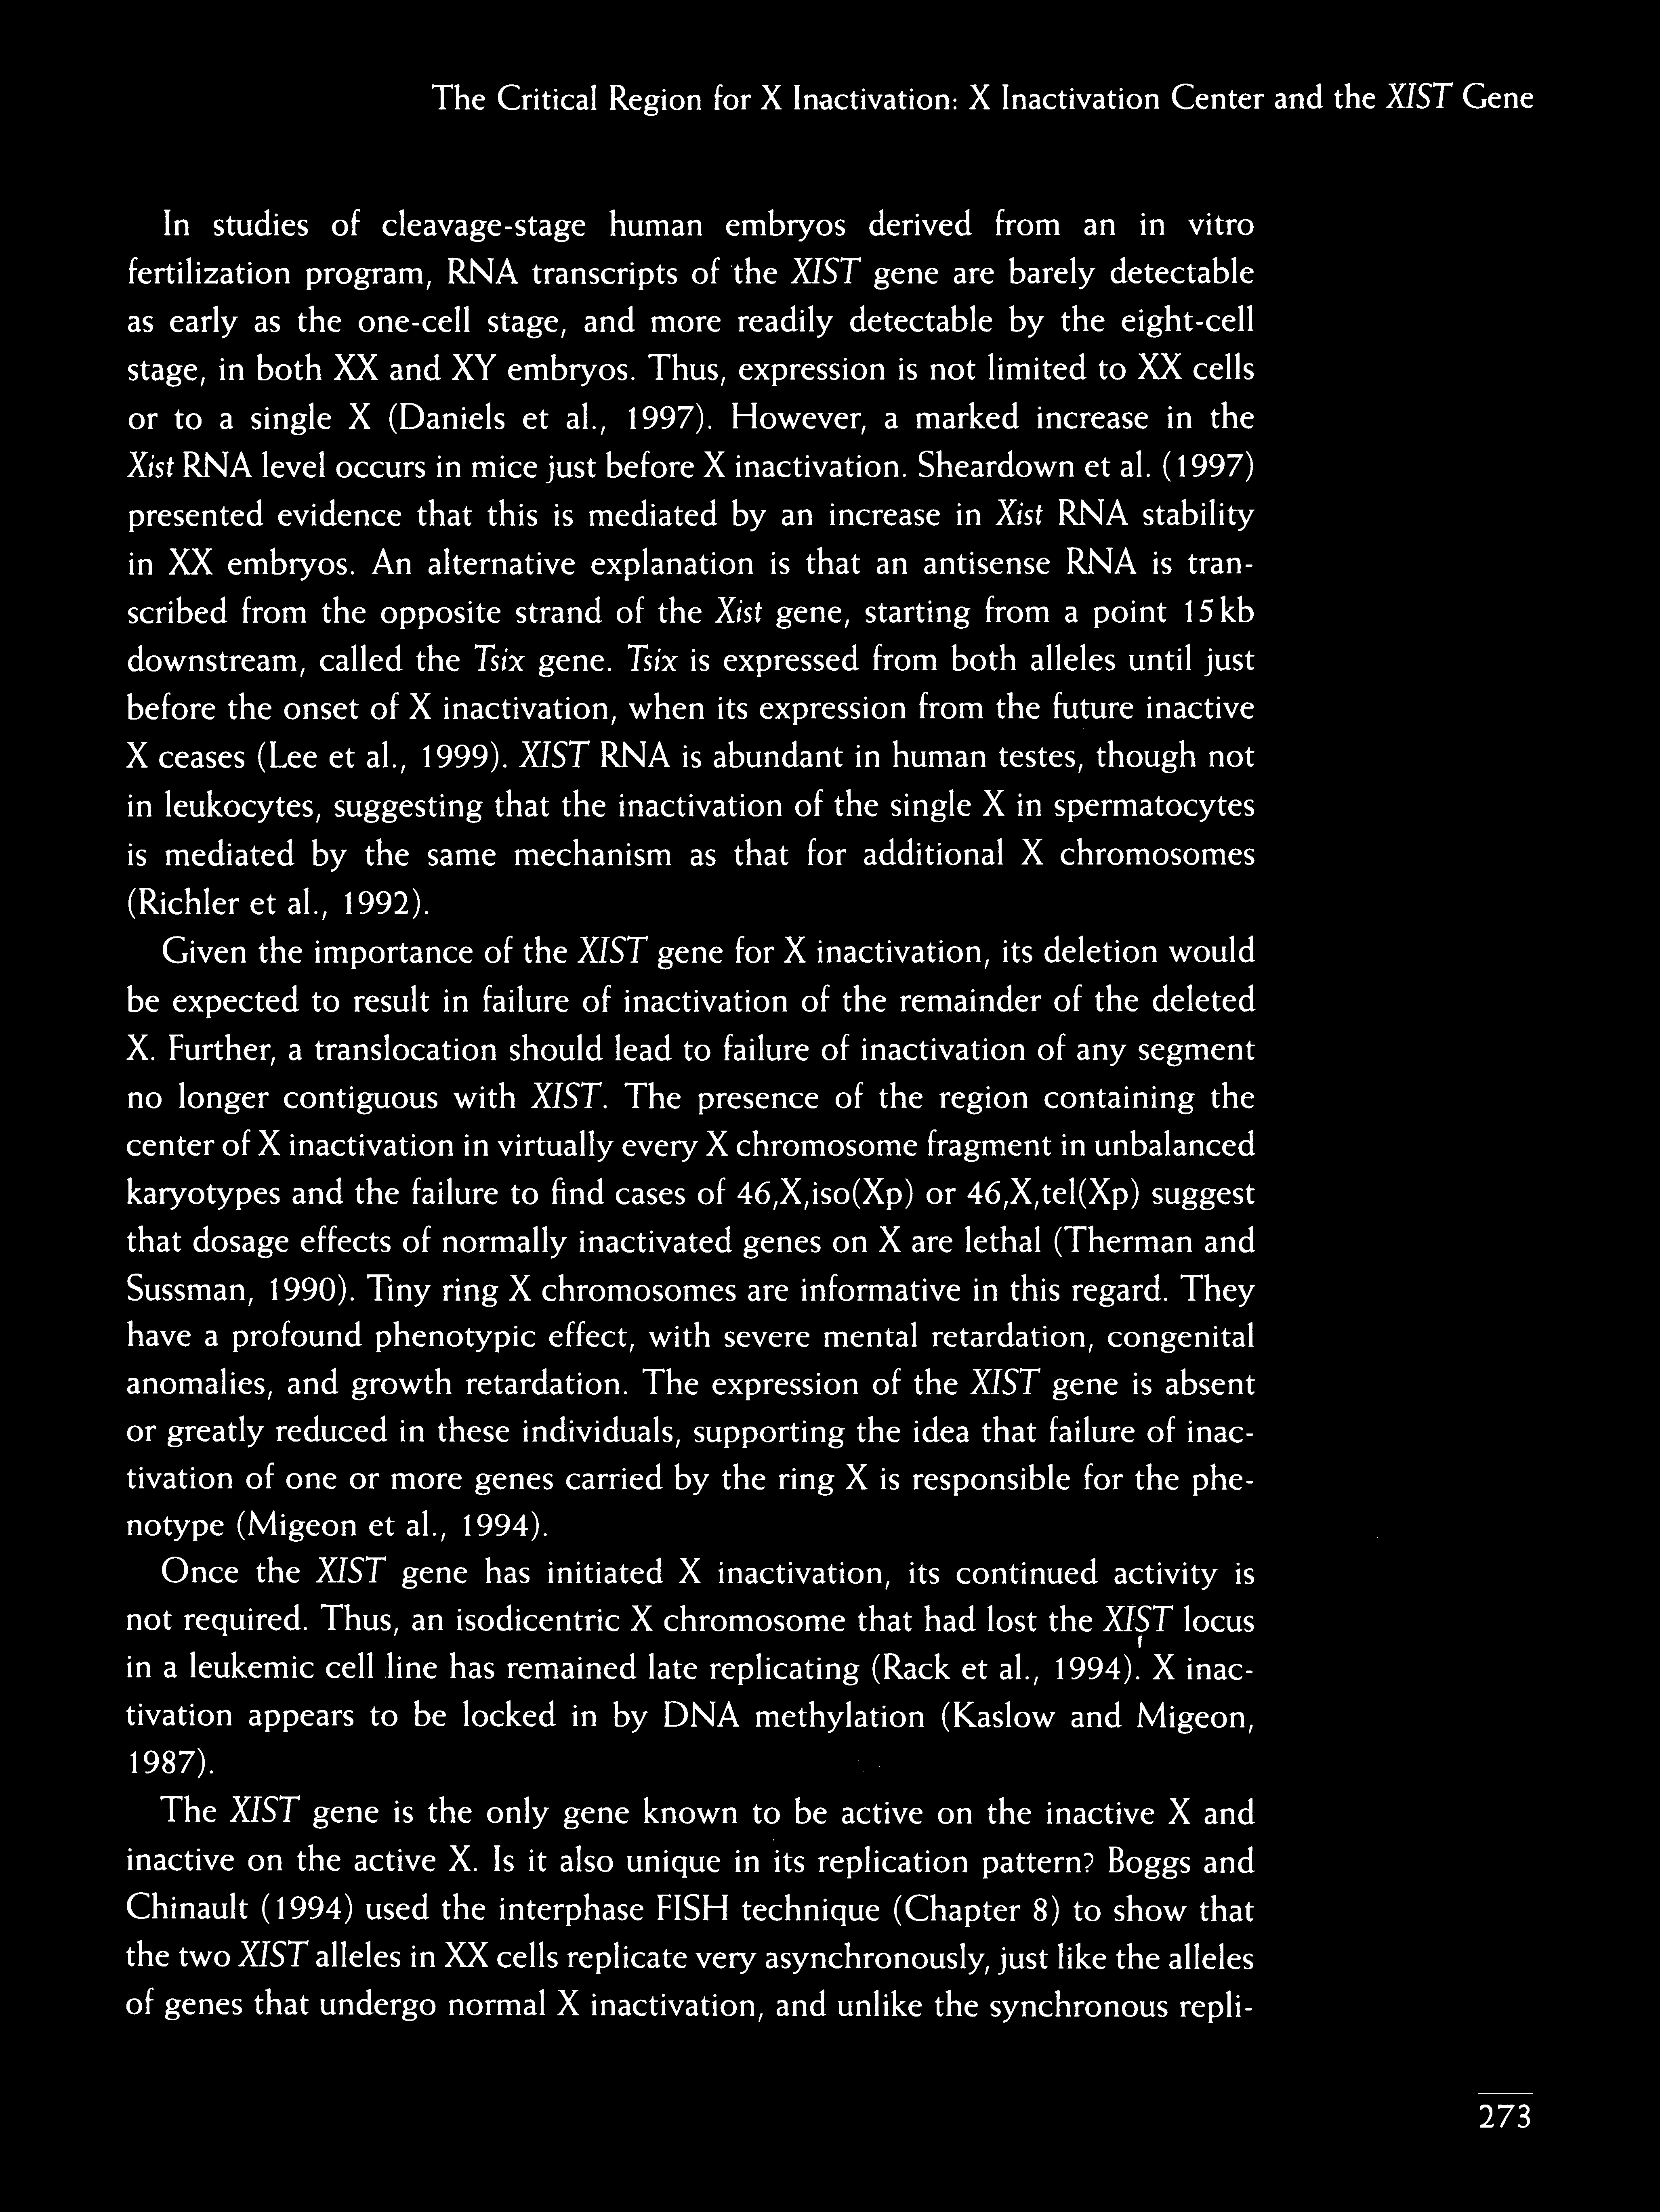 The Critical Region for X Inactivation: X Inactivation Center and the XIST Gene
In studies of cleavage-stage human embryos derived from an in vitro
fertilization program, RNA transcripts of the XIST gene are barely detectable
as early as the one-cell stage, and more readily detectable by the eight-cell
stage, in both XX and XY embryos. Thus, expression is not limited to XX cells
or to a single X (Daniels et al., 1997). However, a marked increase in the
Xist RNA level occurs in mice just before X inactivation. Sheardown et al. (1997)
presented evidence that this is mediated by an increase in Xist RNA stability
in XX embryos. An alternative explanation is that an antisense RNA is tran-
scribed from the opposite strand of the Xist gene, starting from a point 15 kb
downstream, called the Tsix gene. Tsix is expressed from both alleles until just
before the onset of X inactivation, when its expression from the future inactive
X ceases (Lee et al., 1999). XIST RNA is abundant in human testes, though not
in leukocytes, suggesting that the inactivation of the single X in spermatocytes
is mediated by the same mechanism as that for additional X chromosomes
(Richler et al., 1992).
Given the importance of the XIST gene for X inactivation, its deletion would
be expected to result in failure of inactivation of the remainder of the deleted
X. Further, a translocation should lead to failure of inactivation of any segment
no longer contiguous with XIST. The presence of the region containing the
center of X inactivation in virtually every X chromosome fragment in unbalanced
karyotypes and the failure to find cases of 46,X,iso(Xp) or 46,X,tel(Xp) suggest
that dosage effects of normally inactivated genes on X are lethal (Therman and
Sussman, 1990). Tiny ring X chromosomes are informative in this regard. They
have a profound phenotypic effect, with severe mental retardation, congenital
anomalies, and growth retardation. The expression of the XIST gene is absent
or greatly reduced in these individuals, supporting the idea that failure of inac-
tivation of one or more genes carried by the ring X is responsible for the phe-
notype (Migeon et al., 1994).
Once the XIST gene has initiated X inactivation, its continued activity is
not required. Thus, an isodicentric X chromosome that had lost the XIST locus
in a leukemic cell line has remained late replicating (Rack et al., 1994). X inac-
tivation appears to be locked in by DNA methylation (Kaslow and Migeon,
1987).
The XIST gene is the only gene known to be active on the inactive X and
inactive on the active X. Is it also unique in its replication pattern? Boggs and
Chinault (1994) used the interphase FISH technique (Chapter 8) to show that
the two XIST alleles in XX cells replicate very asynchronously, just like the alleles
of genes that undergo normal X inactivation, and unlike the synchronous repli-
273